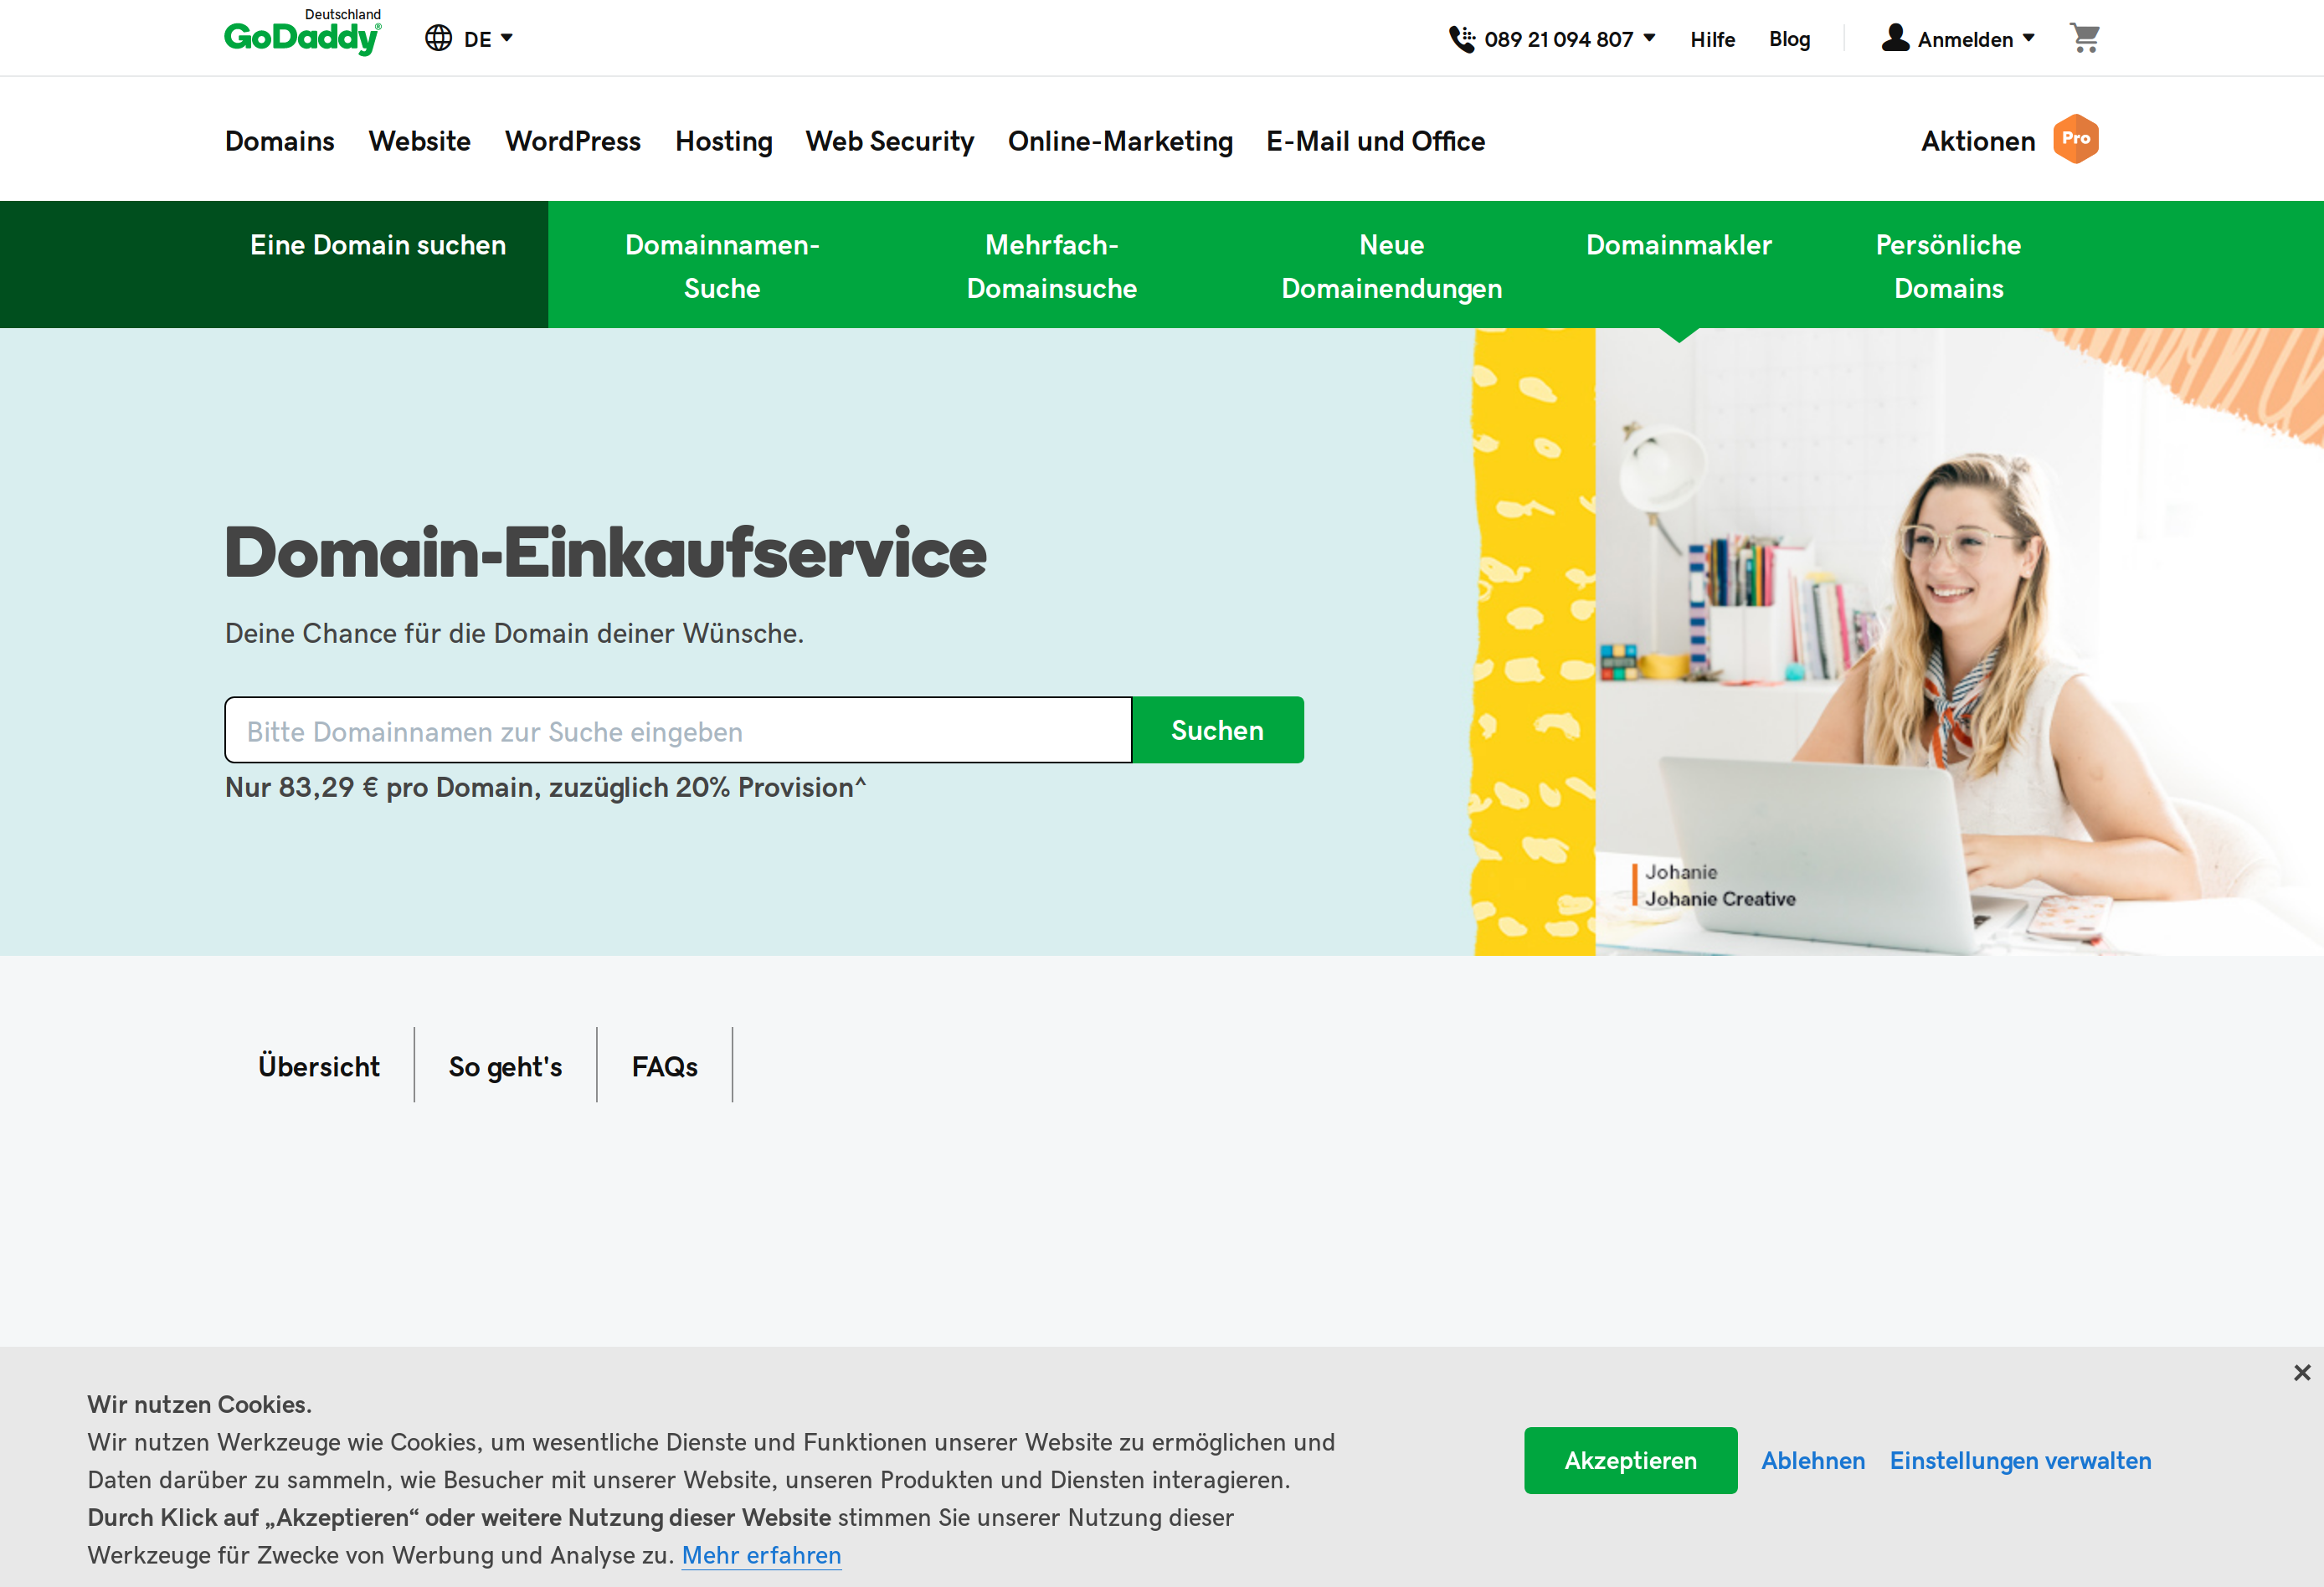 Deutschland
GoDaddy®
DE
089 21 094 807
Hilfe
Blog
Anmelden
Domains
Website
WordPress
Hosting
Web Security
Online-Marketing
E-Mail und Office
Aktionen
Pro
Eine Domain suchen
Domainnamen-
Suche
Mehrfach-
Domainsuche
Neue
Domainendungen
Domainmakler
Persönliche
Domains
Domain-Einkaufservice
Deine Chance für die Domain deiner Wünsche.
Bitte Domainnamen zur Suche eingeben
Suchen
Nur 83,29 € pro Domain, zuzüglich 20% Provision^
Johanie
Johanie Creative
Übersicht
So geht's
FAQs
Wir nutzen Cookies.
Wir nutzen Werkzeuge wie Cookies, um wesentliche Dienste und Funktionen unserer Website zu ermöglichen und
Daten darüber zu sammeln, wie Besucher mit unserer Website, unseren Produkten und Diensten interagieren.
Durch Klick auf „Akzeptieren“ oder weitere Nutzung dieser Website stimmen Sie unserer Nutzung dieser
Werkzeuge für Zwecke von Werbung und Analyse zu. Mehr erfahren
Akzeptieren
Ablehnen
Einstellungen verwalten